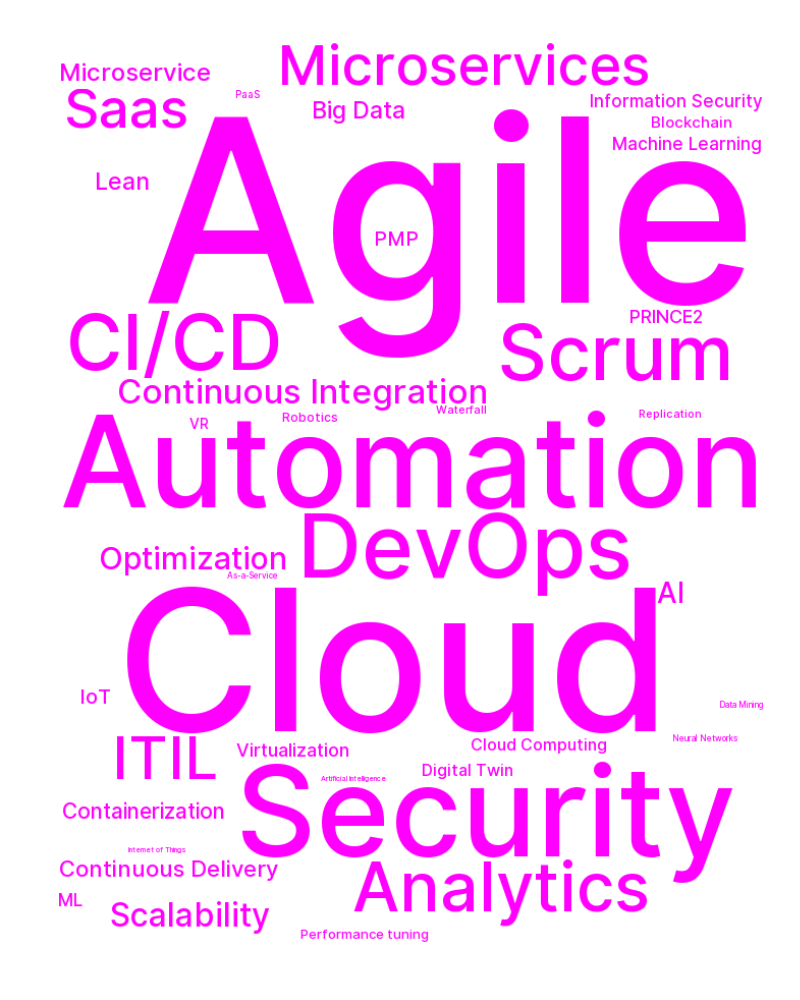 Microservices
Microservice
Saas
PaaS
Big Data
Information Security
Blockchain
Machine Learning
Agile
Lean
PMP
CI/CD
PRINCE2
Scrum
Continuous Integration
Waterfall
Replication
VR
Robotics
Automation
DevOps
Optimization
As-a-Service
AI
Cloud
IoT
Data Mining
Neural Networks
ITIL
Virtualization
Cloud Computing
Digital Twin
Artificial Intelligence
Security
Containerization
Internet of Things
Continuous Delivery
Analytics
ML
Scalability
Performance tuning